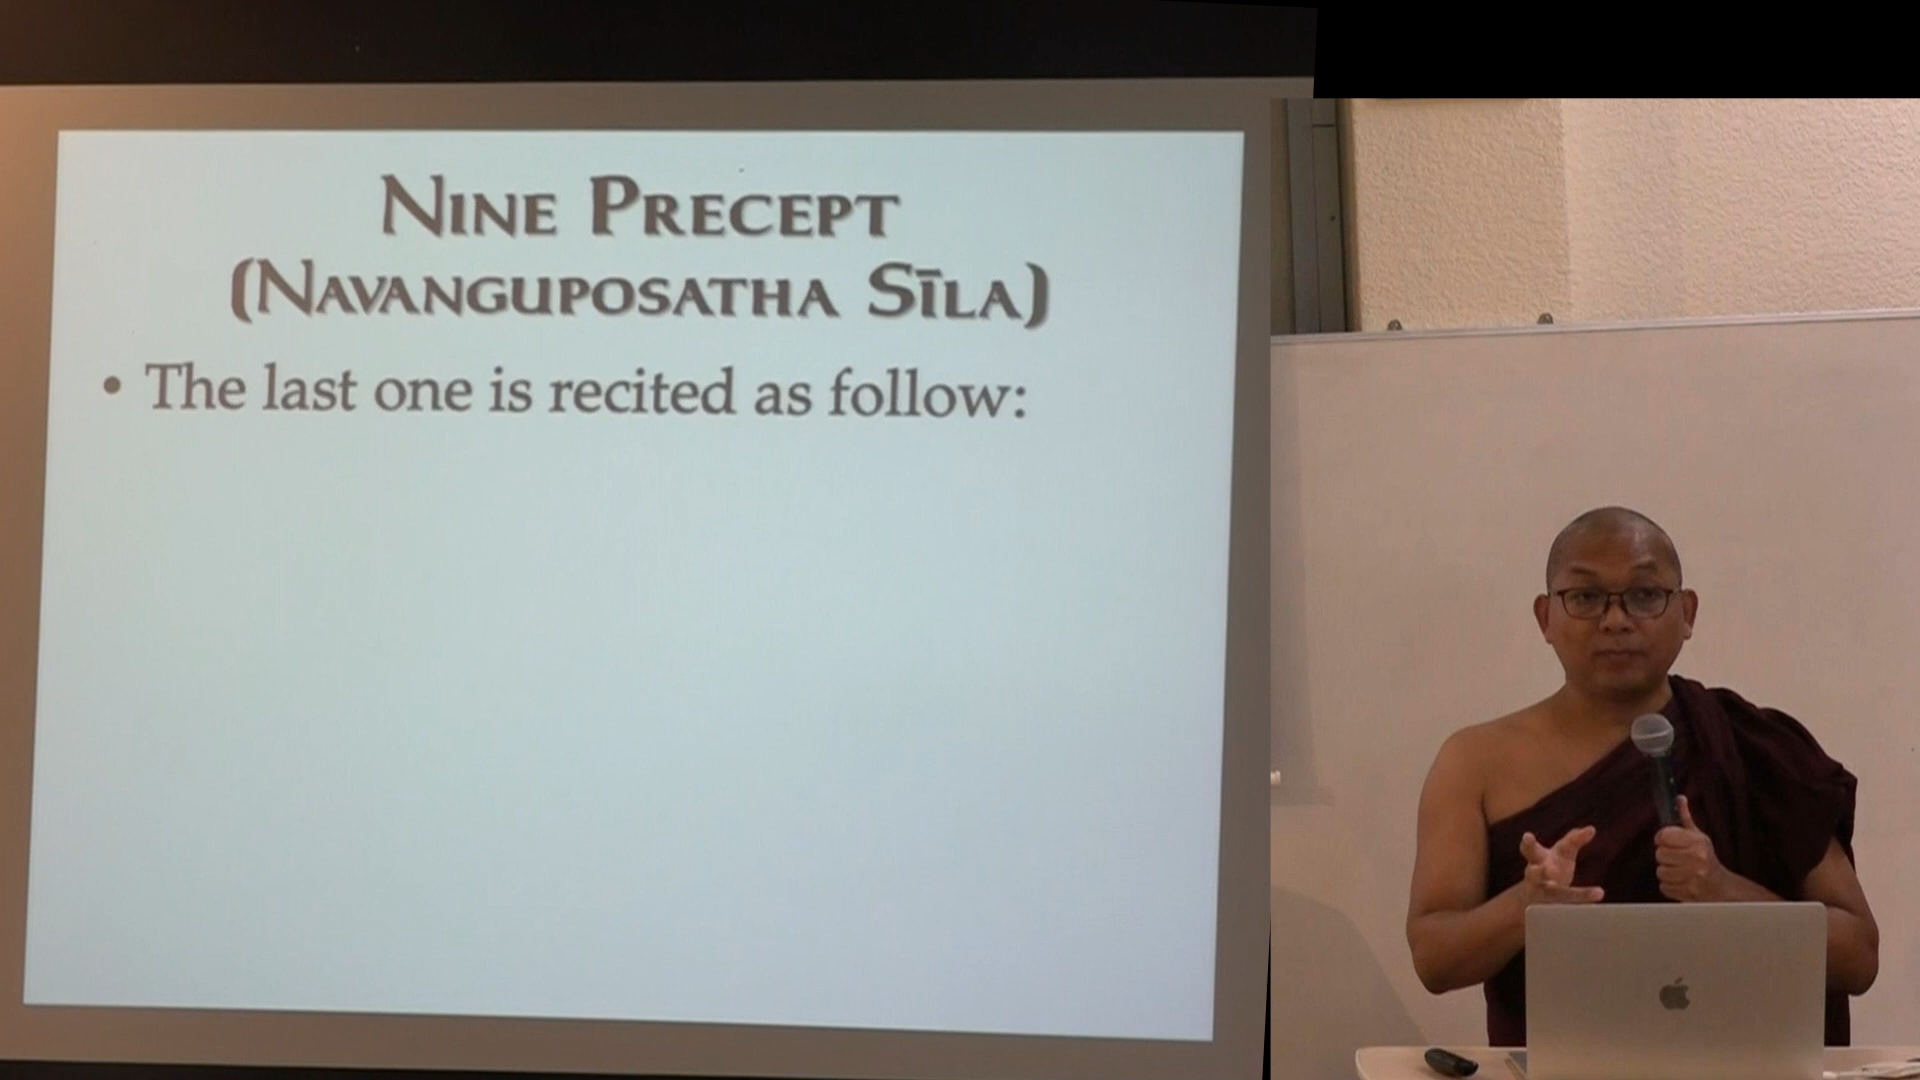 Nine Precept
(Navanguposatha Sīla)
• The last one is recited as follow: